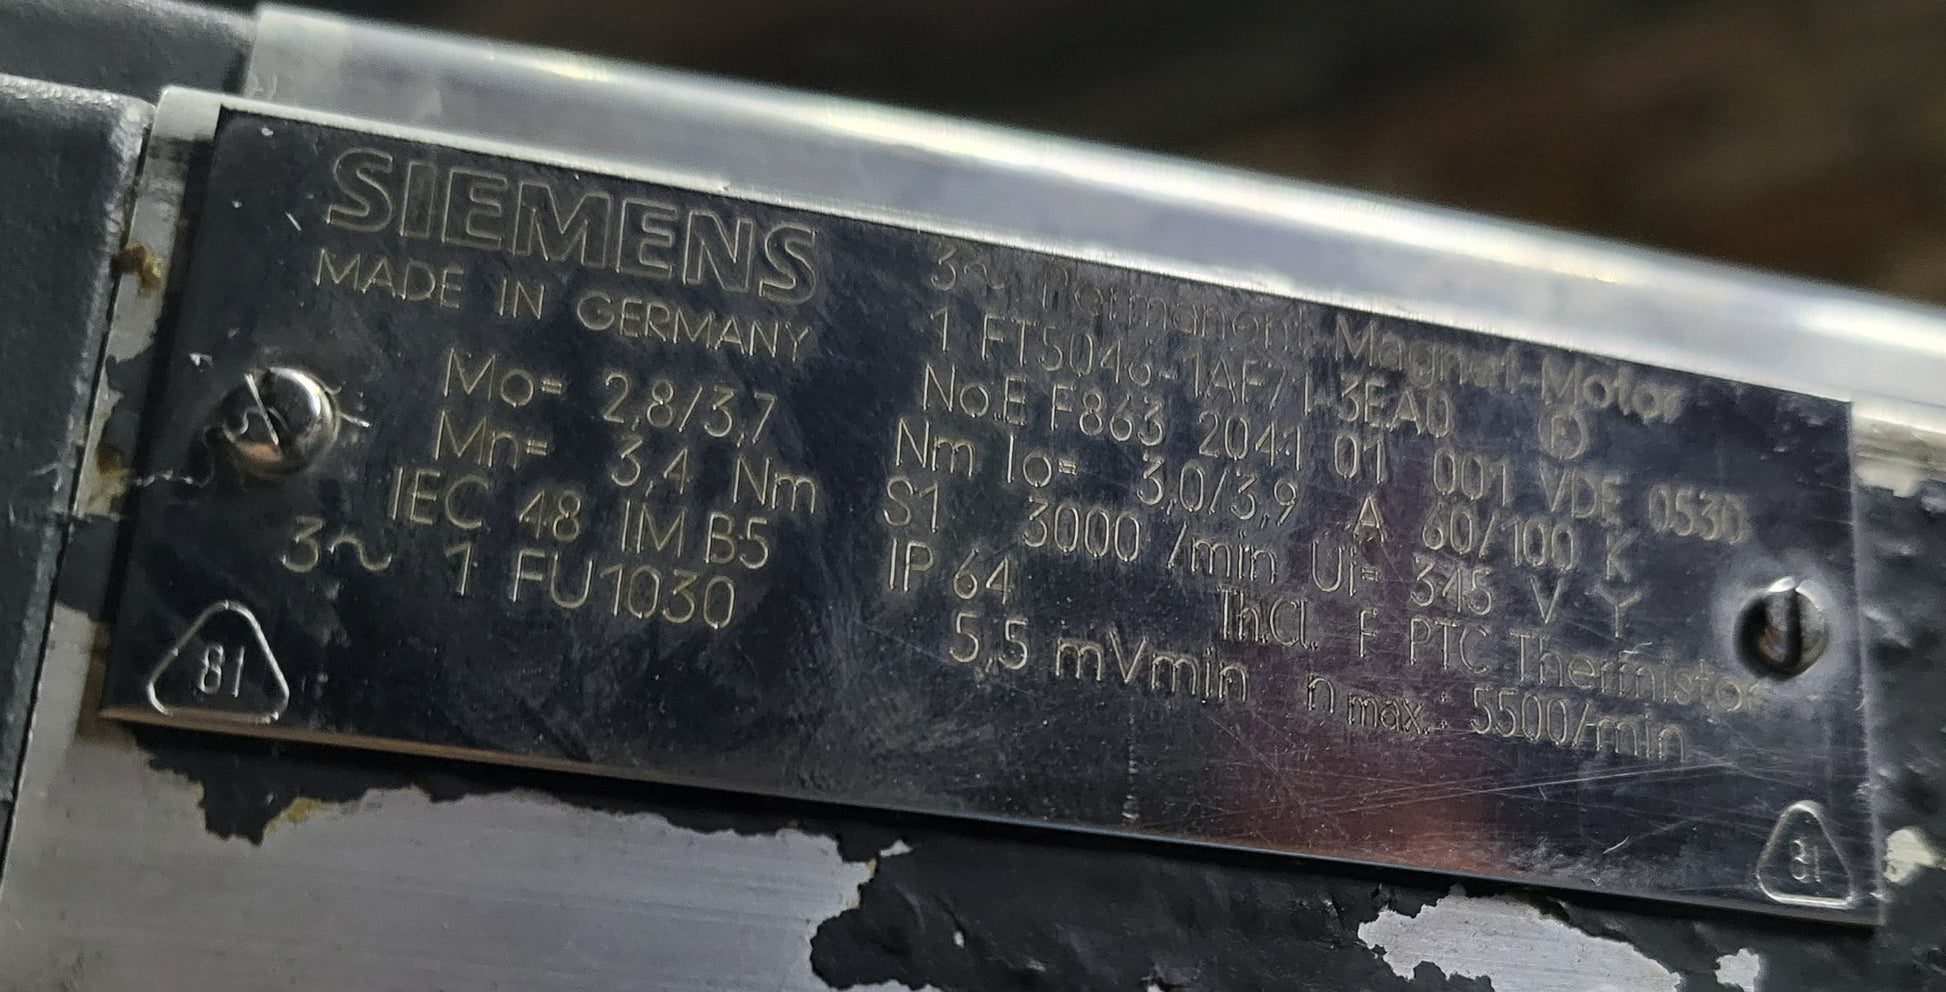 SIEMENS
MADE IN GERMANY
3~ Permanent-Magnet-Motor
1 FT5046-1AF71-3EA0
No.E F863 2041 01 001 VDE 0530
Mo= 2,8/3,7 Nm Io= 3,0/3,9 A 60/100 K
Mn= 3,4 Nm S1 3000 /min Ui= 345 V Y
IEC 48 IM B5 IP 64 Th.Cl. F PTC Thermistor
3~ 1 FU1030 5,5 mVmin n max.: 5500/min
81
81